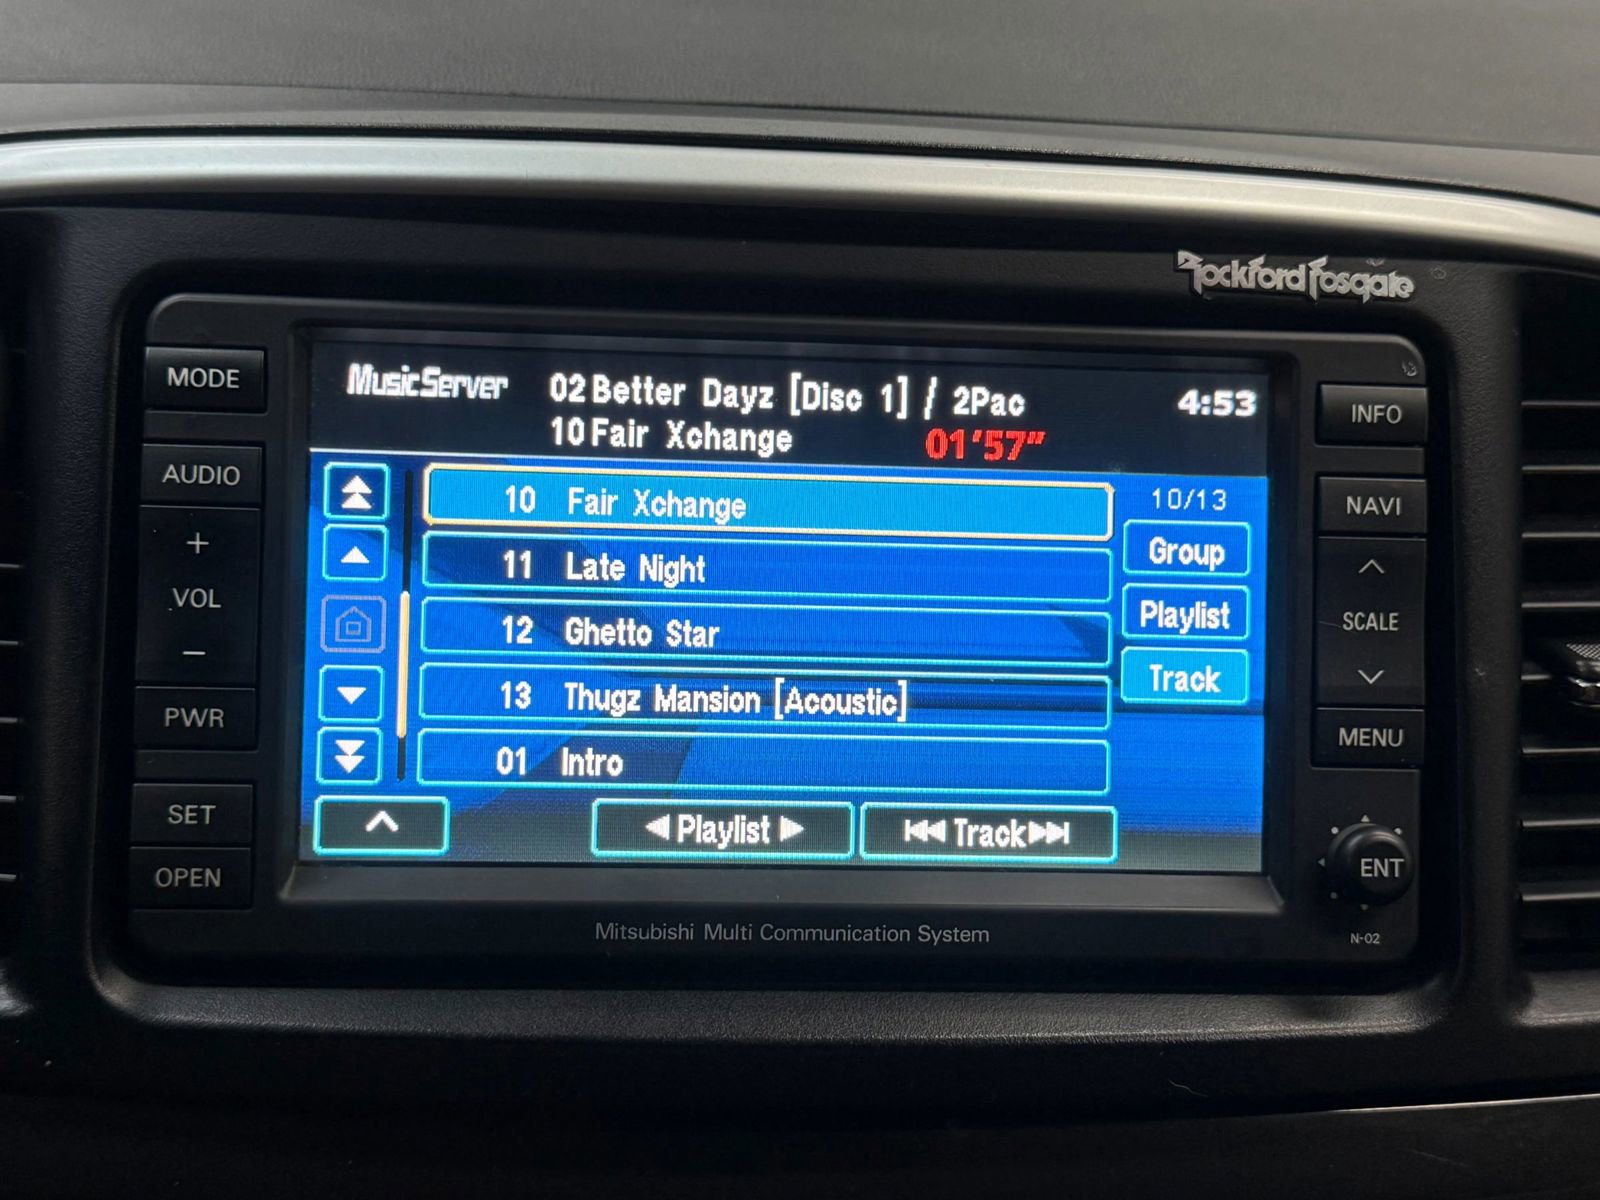 Rockford Fosgate
MusicServer
02 Better Dayz [Disc 1] / 2Pac
4:53
10 Fair Xchange
01'57"
10 Fair Xchange
11 Late Night
12 Ghetto Star
13 Thugz Mansion [Acoustic]
01 Intro
10/13
Group
Playlist
Track
Playlist
Track
MODE
AUDIO
+
VOL
−
PWR
SET
OPEN
INFO
NAVI
SCALE
MENU
ENT
N-02
Mitsubishi Multi Communication System